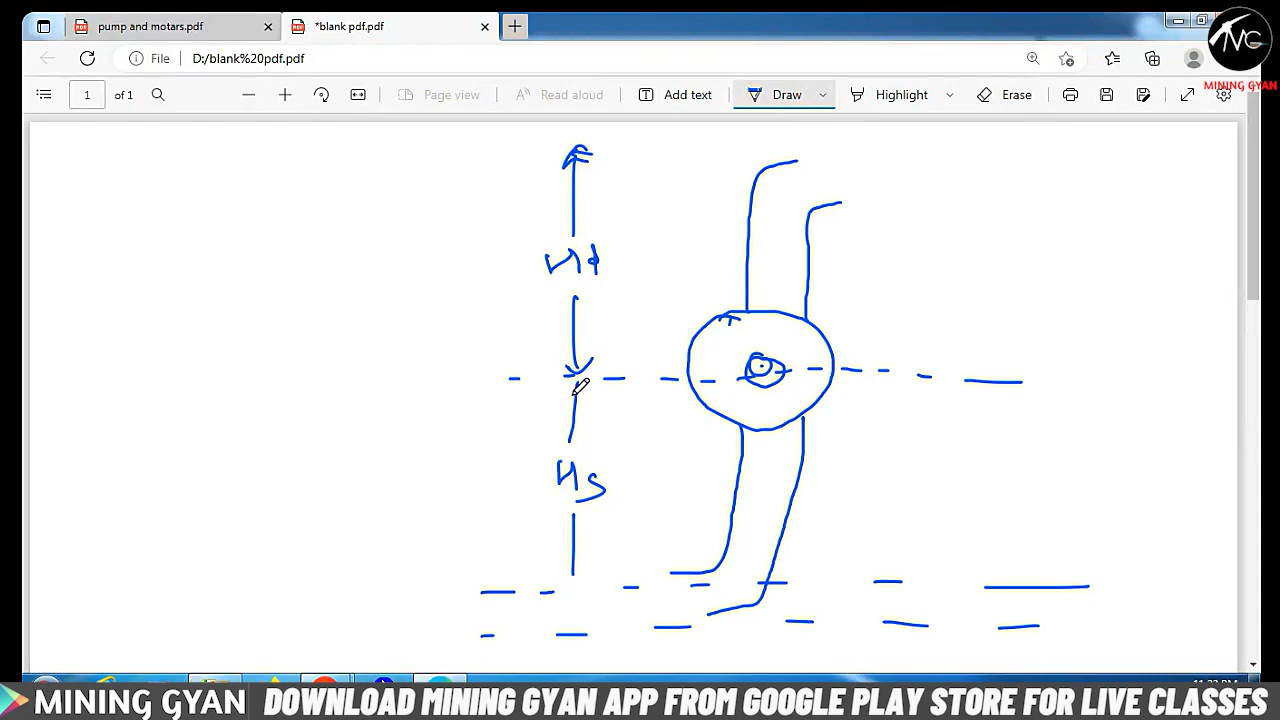 pump and motars.pdf
*blank pdf.pdf
File
D:/blank%20pdf.pdf
1
of 1
Page view
Read aloud
Add text
Draw
Highlight
Erase
MVG
MINING GYAN
Hd
Hs
MINING GYAN
DOWNLOAD MINING GYAN APP FROM GOOGLE PLAY STORE FOR LIVE CLASSES